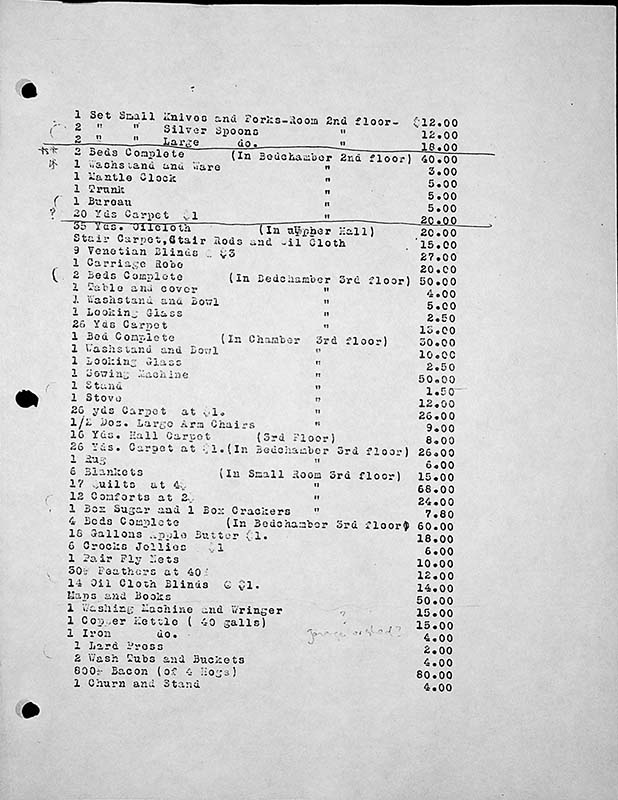 1 Set Small Knives and Forks-Room 2nd floor- $12.00
( 2 " " Silver Spoons " 12.00
2 " " Large do. " 18.00
** 2 Beds Complete (In Bedchamber 2nd floor) 40.00
* 1 Washstand and Ware " 3.00
1 Mantle Clock " 5.00
1 Trunk " 5.00
( 1 Bureau " 5.00
? 20 Yds Carpet $1 " 20.00
35 Yds. Oilcloth (In upper Hall) 20.00
Stair Carpet, Stair Rods and Oil Cloth 15.00
9 Venetian Blinds @ $3 27.00
1 Carriage Robe 20.00
( 2 Beds Complete (In Bedchamber 3rd floor) 50.00
1 Table and cover " 4.00
1 Washstand and Bowl " 5.00
1 Looking Glass " 2.50
26 Yds Carpet " 13.00
1 Bed Complete (In Chamber 3rd floor) 30.00
1 Washstand and Bowl " 10.00
1 Looking Glass " 2.50
1 Sewing Machine " 50.00
1 Stand " 1.50
1 Stove " 12.00
26 yds Carpet at $1. " 26.00
1/2 Doz. Large Arm Chairs " 9.00
16 Yds. Hall Carpet (3rd Floor) 8.00
26 Yds. Carpet at $1.(In Bedchamber 3rd floor) 26.00
1 Rug " 6.00
6 Blankets (In Small Room 3rd floor) 15.00
17 Quilts at 4$ " 68.00
12 Comforts at 2$ " 24.00
1 Box Sugar and 1 Box Crackers " 7.80
4 Beds Complete (In Bedchamber 3rd floor) 60.00
18 Gallons Apple Butter $1. 18.00
6 Crocks Jellies $1 6.00
1 Pair Fly Nets 10.00
30# Feathers at 40¢ 12.00
14 Oil Cloth Blinds @ $1. 14.00
Maps and Books 50.00
1 Washing Machine and Wringer 15.00
1 Copper Kettle ( 40 galls) ? 15.00
1 Iron do. 4.00
1 Lard Press 2.00
2 Wash Tubs and Buckets 4.00
800# Bacon (of 4 Hogs) 80.00
1 Churn and Stand 4.00